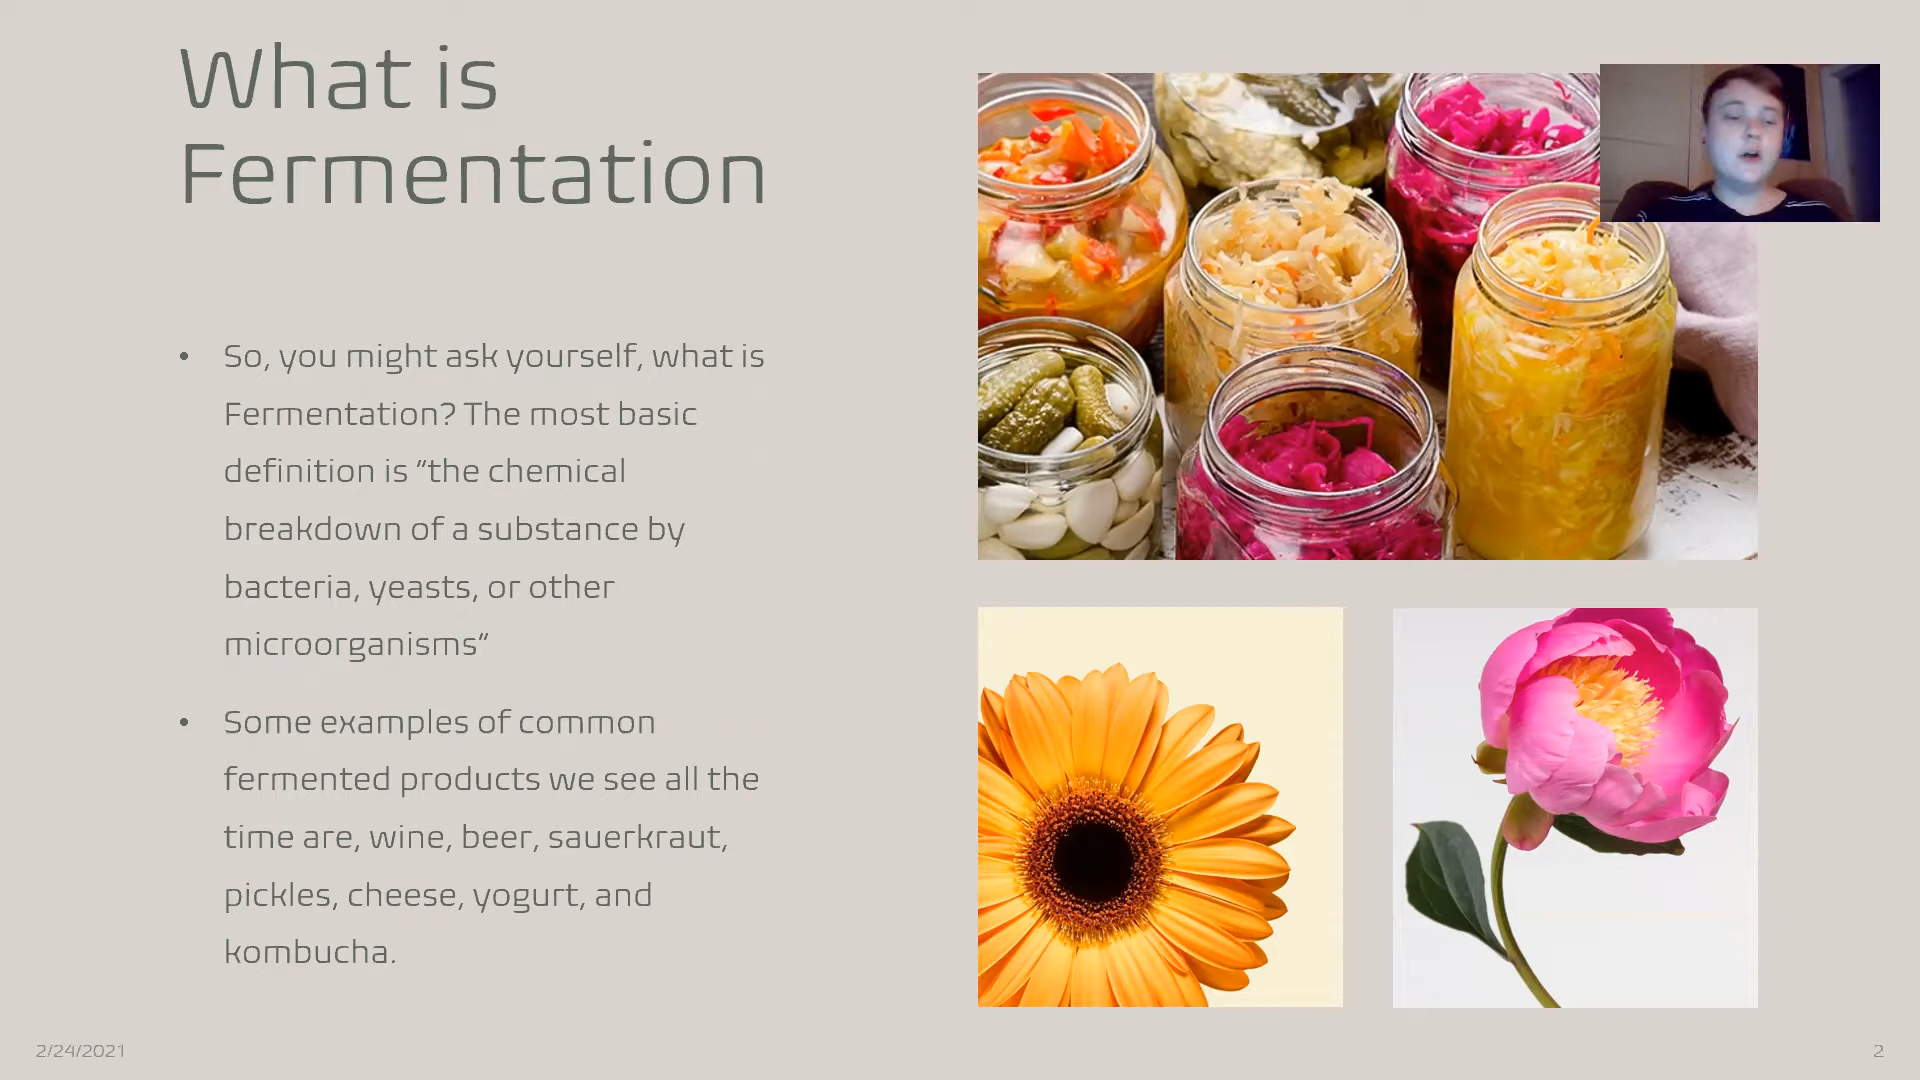 What is
Fermentation
• So, you might ask yourself, what is
Fermentation? The most basic
definition is “the chemical
breakdown of a substance by
bacteria, yeasts, or other
microorganisms”
• Some examples of common
fermented products we see all the
time are, wine, beer, sauerkraut,
pickles, cheese, yogurt, and
kombucha.
2/24/2021
2